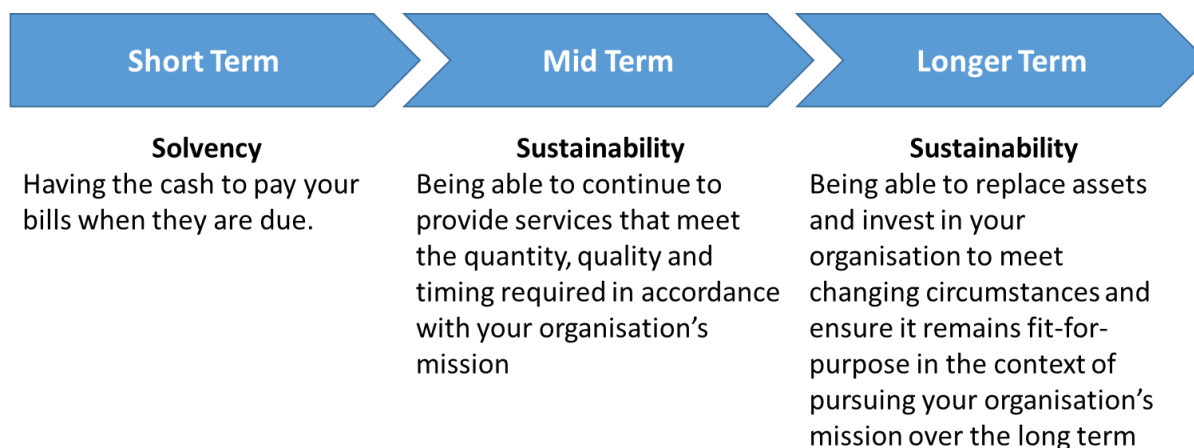 Short Term
Mid Term
Longer Term
Solvency
Having the cash to pay your
bills when they are due.
Sustainability
Being able to continue to
provide services that meet
the quantity, quality and
timing required in accordance
with your organisation's
mission
Sustainability
Being able to replace assets
and invest in your
organisation to meet
changing circumstances and
ensure it remains fit-for-
purpose in the context of
pursuing your organisation's
mission over the long term